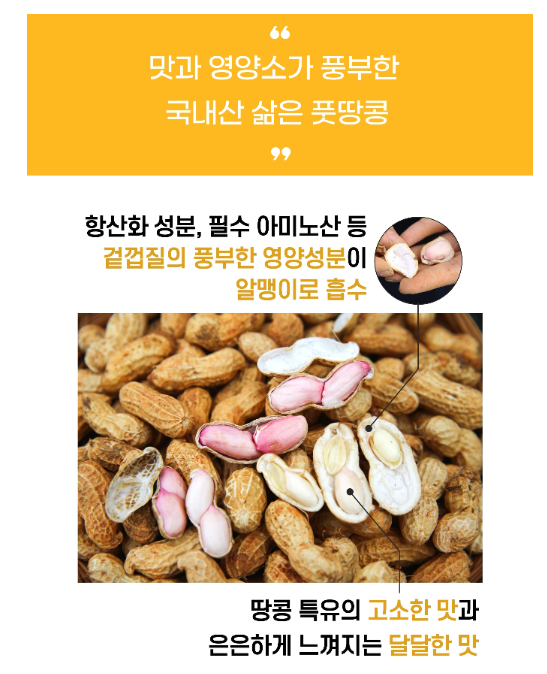 “
맛과 영양소가 풍부한
국내산 삶은 풋땅콩
”
항산화 성분, 필수 아미노산 등
겉껍질의 풍부한 영양성분이
알맹이로 흡수
땅콩 특유의 고소한 맛과
은은하게 느껴지는 달달한 맛